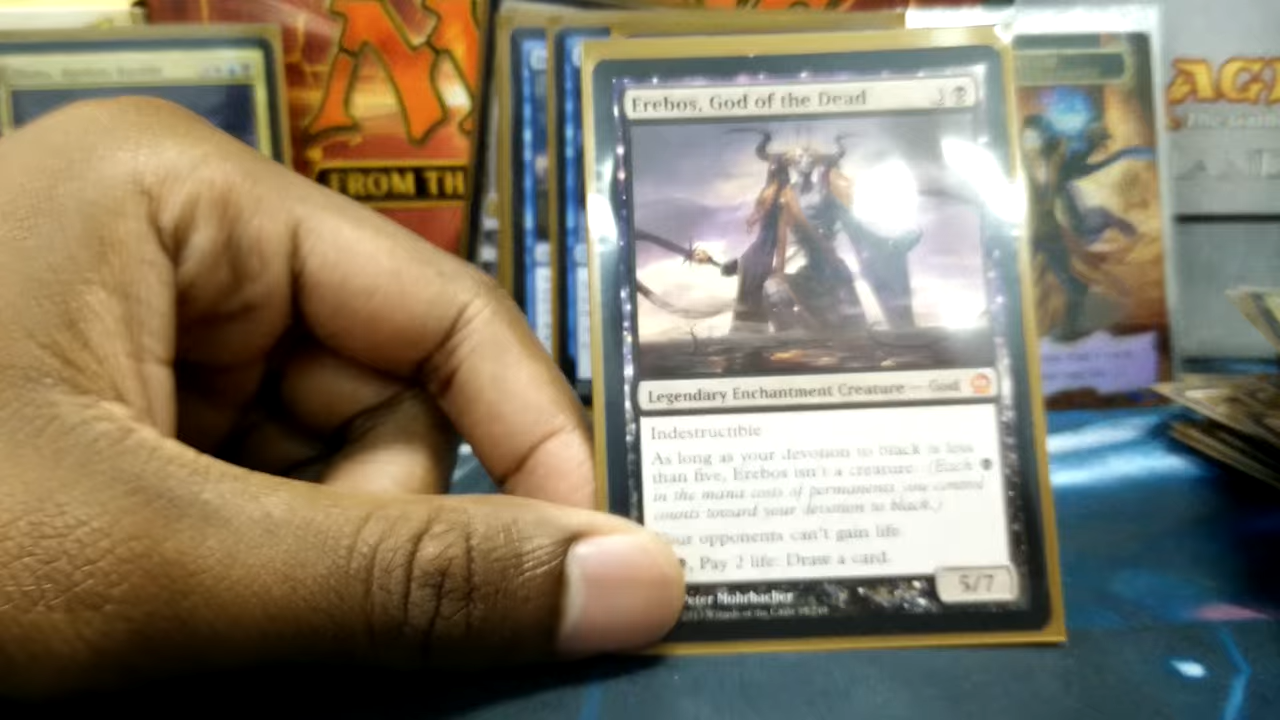 FROM TH
AGI
Erebos, God of the Dead
Legendary Enchantment Creature — God
Indestructible
As long as your devotion to black is less
than five, Erebos isn't a creature. (Each
in the mana costs of permanents you control
counts toward your devotion to black.)
Your opponents can't gain life.
, Pay 2 life: Draw a card.
5/7
Peter Mohrbacher